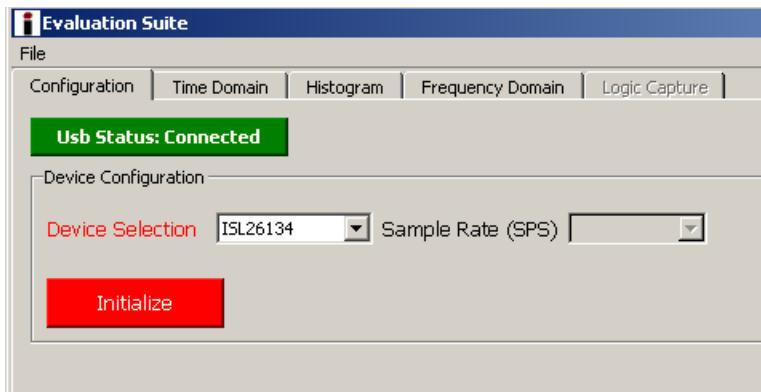 Evaluation Suite
File
Configuration Time Domain Histogram Frequency Domain Logic Capture
Usb Status: Connected
Device Configuration
Device Selection ISL26134 Sample Rate (SPS)
Initialize